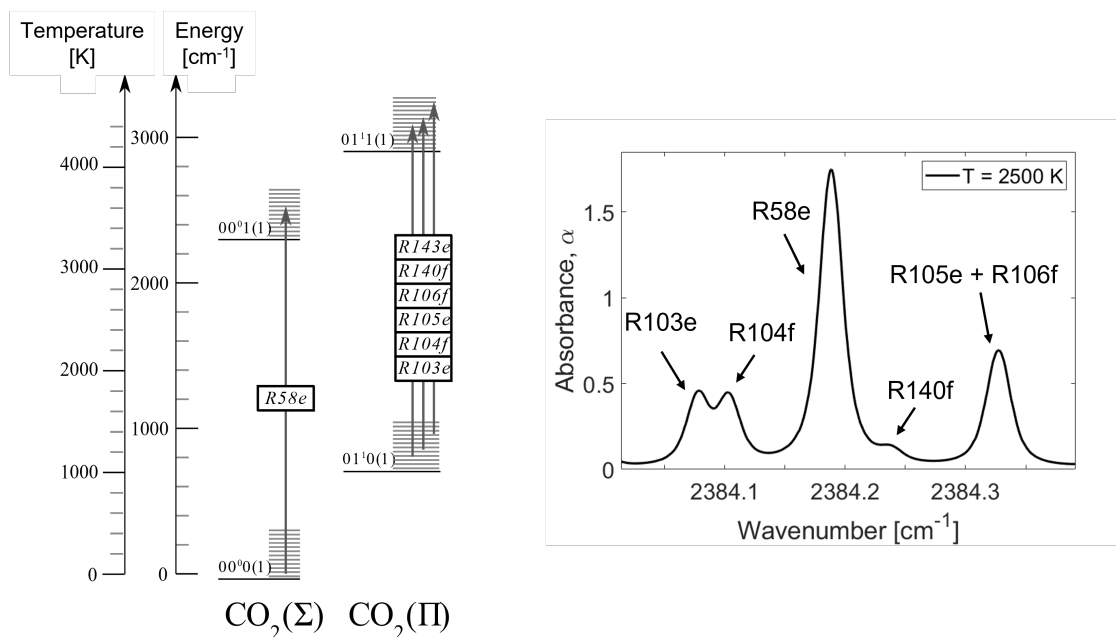 Temperature
[K]
Energy
[cm⁻¹]
4000
3000
2000
1000
0
3000
2000
1000
0
00⁰1(1)
R58e
00⁰0(1)
CO₂(Σ)
01¹1(1)
R143e
R140f
R106f
R105e
R104f
R103e
01¹0(1)
CO₂(Π)
T = 2500 K
R58e
R105e + R106f
R103e
R104f
R140f
Absorbance, α
1.5
1
0.5
0
2384.1
2384.2
2384.3
Wavenumber [cm⁻¹]